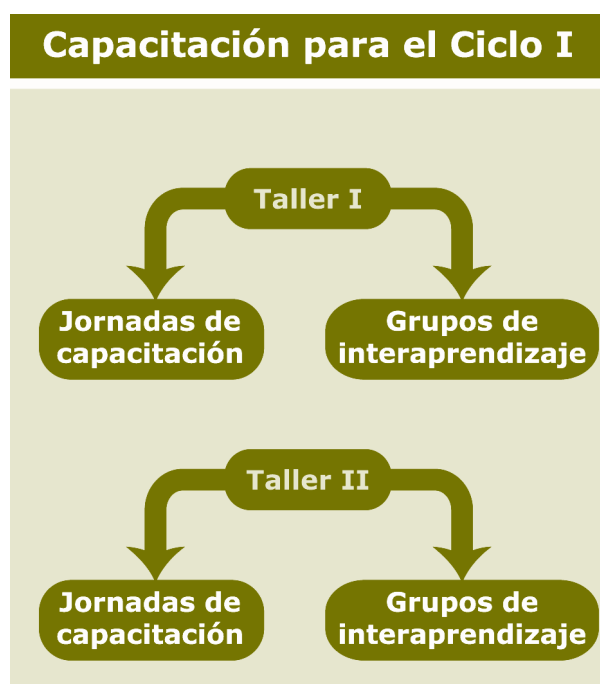 Capacitación para el Ciclo I
Taller I
Jornadas de
capacitación
Grupos de
interaprendizaje
Taller II
Jornadas de
capacitación
Grupos de
interaprendizaje